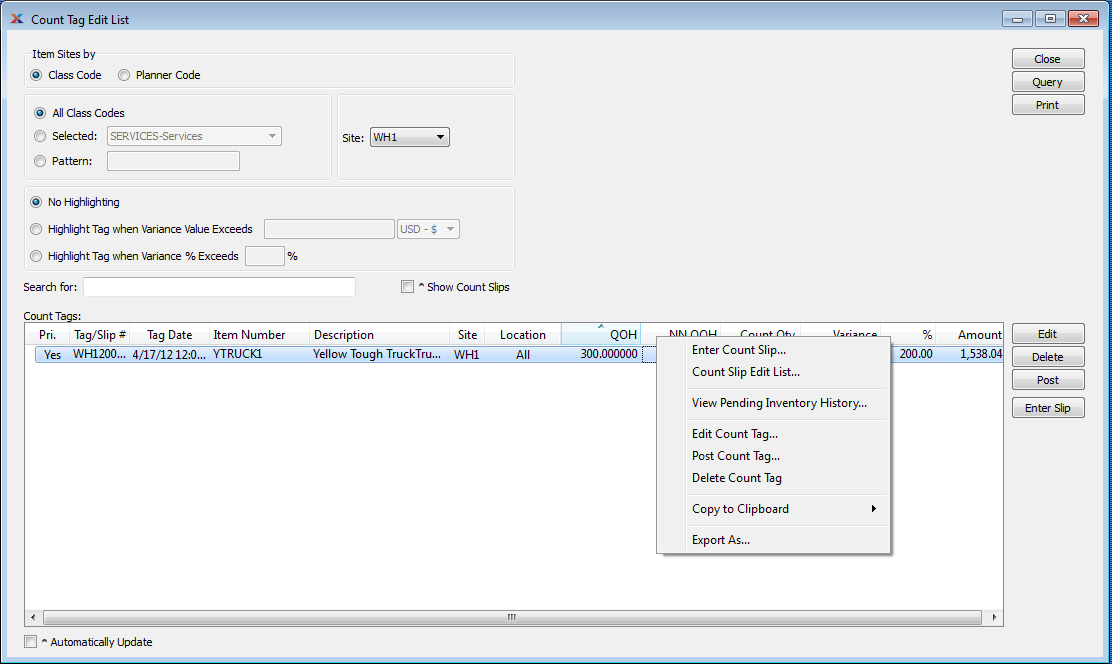 Count Tag Edit List
Item Sites by
Class Code Planner Code
All Class Codes
Selected: SERVICES-Services
Pattern:
Site: WH1
No Highlighting
Highlight Tag when Variance Value Exceeds USD - $
Highlight Tag when Variance % Exceeds %
Search for: ^ Show Count Slips
Close
Query
Print
Count Tags:
Pri. Tag/Slip # Tag Date Item Number Description Site Location QOH NN QOH Count Qty Variance % Amount
Yes WH1200... 4/17/12 12:0... YTRUCK1 Yellow Tough TruckTru... WH1 All 300.000000 200.00 1,538.04
Enter Count Slip...
Count Slip Edit List...
View Pending Inventory History...
Edit Count Tag...
Post Count Tag...
Delete Count Tag
Copy to Clipboard
Export As...
Edit
Delete
Post
Enter Slip
^ Automatically Update